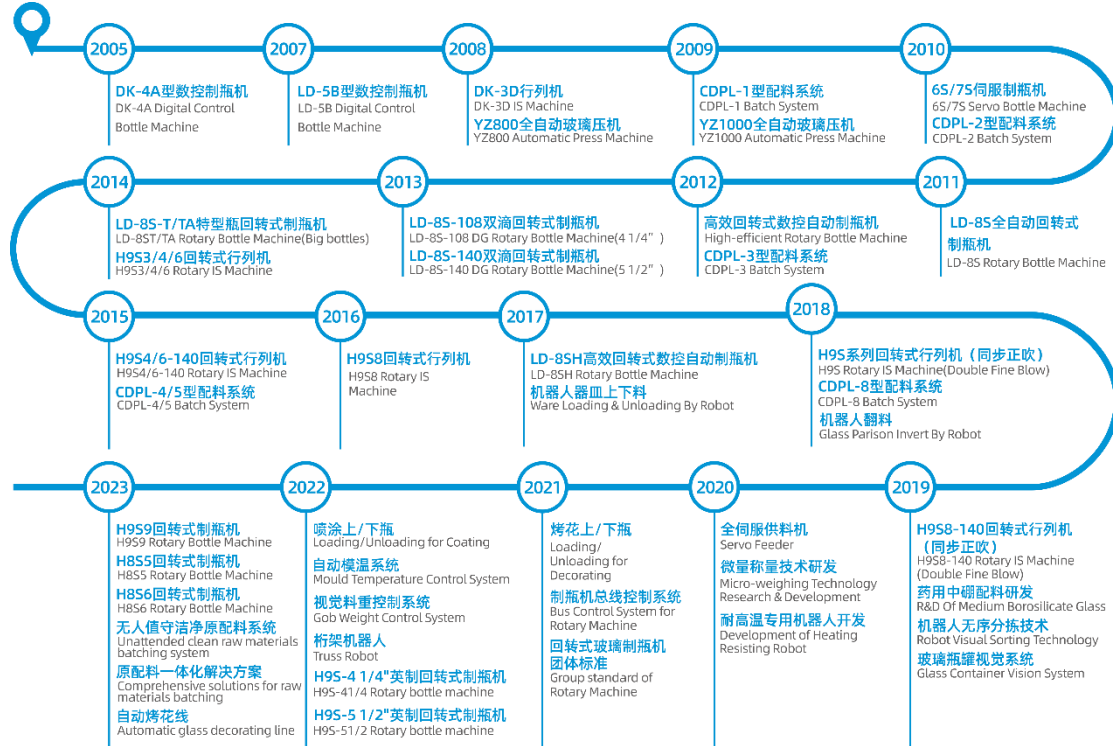 2005
DK-4A型数控制瓶机
DK-4A Digital Control
Bottle Machine
2007
LD-5B型数控制瓶机
LD-5B Digital Control
Bottle Machine
2008
DK-3D行列机
DK-3D IS Machine
YZ800全自动玻璃压机
YZ800 Automatic Press Machine
2009
CDPL-1型配料系统
CDPL-1 Batch System
YZ1000全自动玻璃压机
YZ1000 Automatic Press Machine
2010
6S/7S伺服制瓶机
6S/7S Servo Bottle Machine
CDPL-2型配料系统
CDPL-2 Batch System
2011
LD-8S全自动回转式
制瓶机
LD-8S Rotary Bottle Machine
2012
高效回转式数控自动制瓶机
High-efficient Rotary Bottle Machine
CDPL-3型配料系统
CDPL-3 Batch System
2013
LD-8S-108双滴回转式制瓶机
LD-8S-108 DG Rotary Bottle Machine(4 1/4" )
LD-8S-140双滴回转式制瓶机
LD-8S-140 DG Rotary Bottle Machine(5 1/2" )
2014
LD-8S-T/TA特型瓶回转式制瓶机
LD-8ST/TA Rotary Bottle Machine(Big bottles)
H9S3/4/6回转式行列机
H9S3/4/6 Rotary IS Machine
2015
H9S4/6-140回转式行列机
H9S4/6-140 Rotary IS Machine
CDPL-4/5型配料系统
CDPL-4/5 Batch System
2016
H9S8回转式行列机
H9S8 Rotary IS
Machine
2017
LD-8SH高效回转式数控自动制瓶机
LD-8SH Rotary Bottle Machine
机器人器皿上下料
Ware Loading & Unloading By Robot
2018
H9S系列回转式行列机（同步正吹）
H9S Rotary IS Machine(Double Fine Blow)
CDPL-8型配料系统
CDPL-8 Batch System
机器人翻料
Glass Parison Invert By Robot
2019
H9S8-140回转式行列机
（同步正吹）
H9S8-140 Rotary IS Machine
(Double Fine Blow)
药用中硼配料研发
R&D Of Medium Borosilicate Glass
机器人无序分拣技术
Robot Visual Sorting Technology
玻璃瓶罐视觉系统
Glass Container Vision System
2020
全伺服供料机
Servo Feeder
微量称量技术研发
Micro-weighing Technology
Research & Development
耐高温专用机器人开发
Development of Heating
Resisting Robot
2021
烤花上/下瓶
Loading/
Unloading for
Decorating
制瓶机总线控制系统
Bus Control System for
Rotary Machine
回转式玻璃制瓶机
团体标准
Group standard of
Rotary Machine
2022
喷涂上/下瓶
Loading/Unloading for Coating
自动模温系统
Mould Temperature Control System
视觉料重控制系统
Gob Weight Control System
桁架机器人
Truss Robot
H9S-4 1/4"英制回转式制瓶机
H9S-41/4 Rotary bottle machine
H9S-5 1/2"英制回转式制瓶机
H9S-51/2 Rotary bottle machine
2023
H9S9回转式制瓶机
H9S9 Rotary Bottle Machine
H8S5回转式制瓶机
H8S5 Rotary Bottle Machine
H8S6回转式制瓶机
H8S6 Rotary Bottle Machine
无人值守洁净原配料系统
Unattended clean raw materials
batching system
原配料一体化解决方案
Comprehensive solutions for raw
materials batching
自动烤花线
Automatic glass decorating line